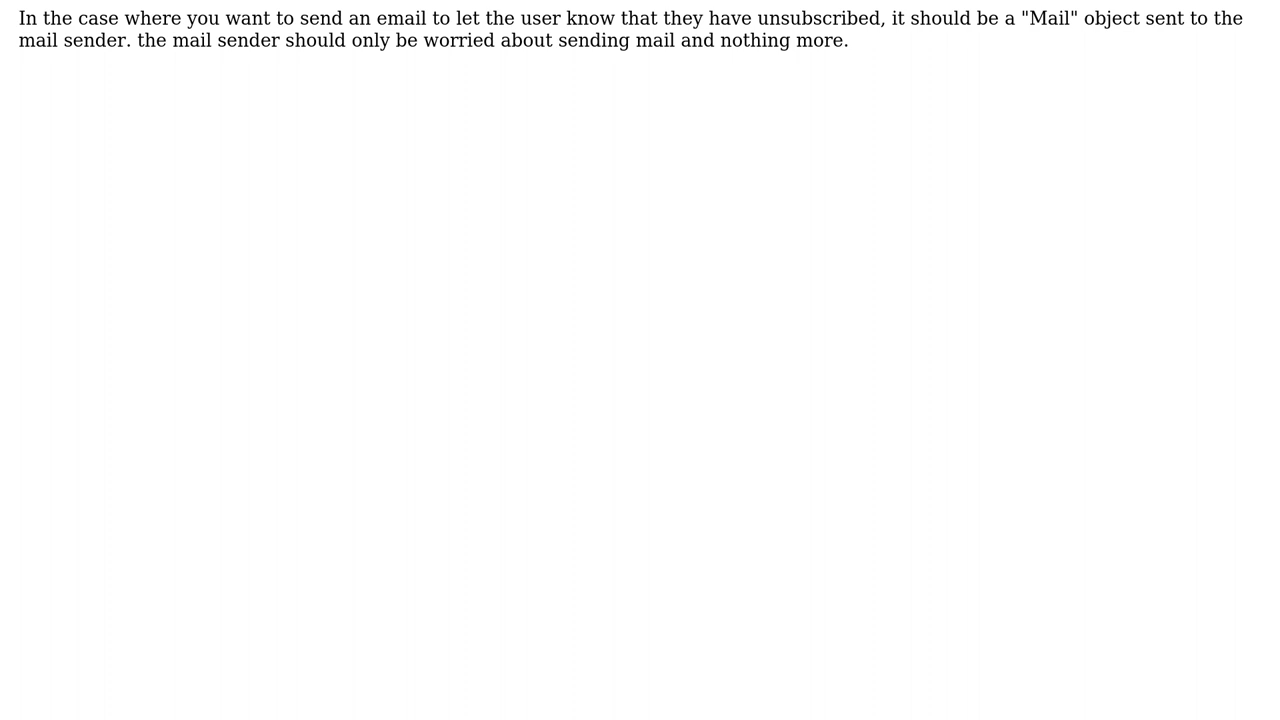 In the case where you want to send an email to let the user know that they have unsubscribed, it should be a "Mail" object sent to the
mail sender. the mail sender should only be worried about sending mail and nothing more.